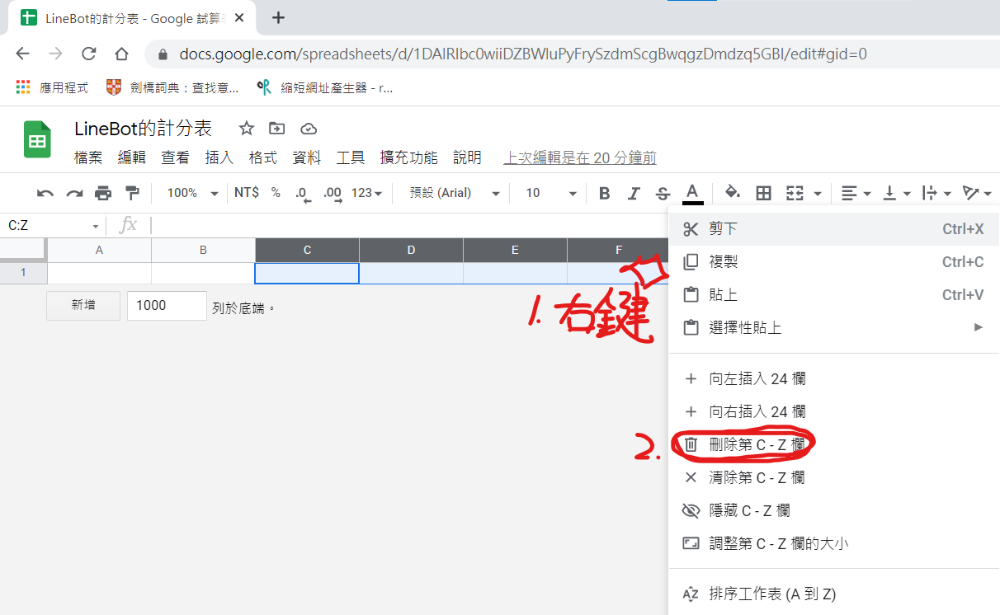 LineBot的計分表 - Google 試算
docs.google.com/spreadsheets/d/1DAlRlbc0wiiDZBWluPyFrySzdmScgBwqgzDmdzq5GBI/edit#gid=0
應用程式 劍橋詞典：查找意... 縮短網址產生器 - r...
LineBot的計分表
檔案 編輯 查看 插入 格式 資料 工具 擴充功能 說明 上次編輯是在 20 分鐘前
100% NT$ % .0 .00 123 預設 (Arial) 10 B I S A
C:Z fx
A B C D E F
1
新增 1000 列於底端。
1. 右鍵
剪下 Ctrl+X
複製 Ctrl+C
貼上 Ctrl+V
選擇性貼上
向左插入 24 欄
向右插入 24 欄
2. 刪除第 C - Z 欄
清除第 C - Z 欄
隱藏 C - Z 欄
調整第 C - Z 欄的大小
AZ 排序工作表 (A 到 Z)